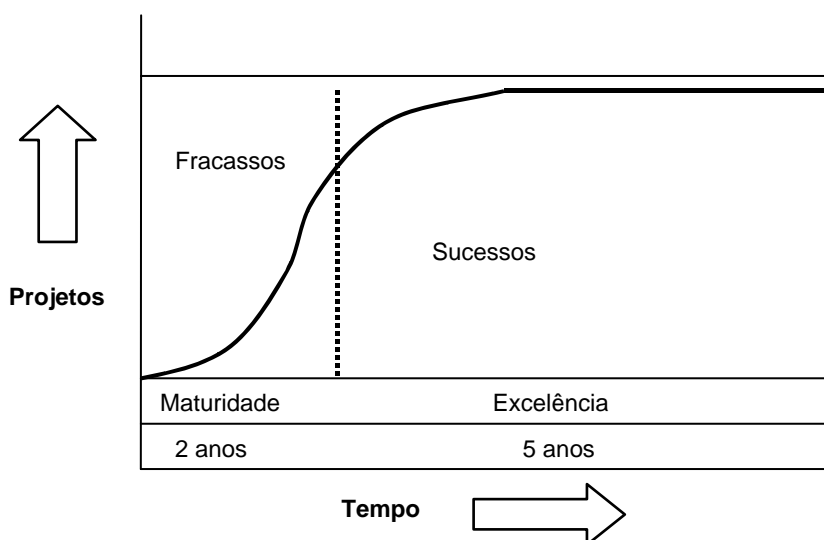 Fracassos
Sucessos
Projetos
Maturidade Excelência
2 anos 5 anos
Tempo